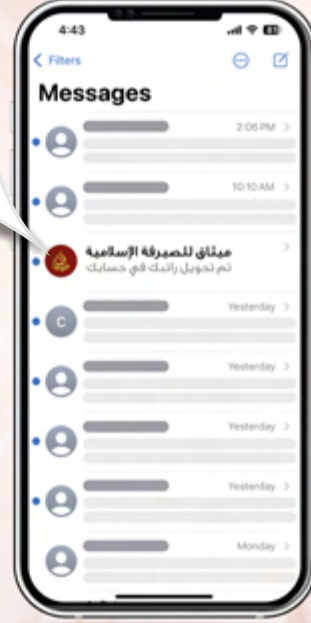 4:43
Filters
Messages
2:06 PM
10:10 AM
ميثاق للصيرفة الإسلامية
تم تحويل راتبك في حسابك
C
Yesterday
Yesterday
Yesterday
Yesterday
Monday